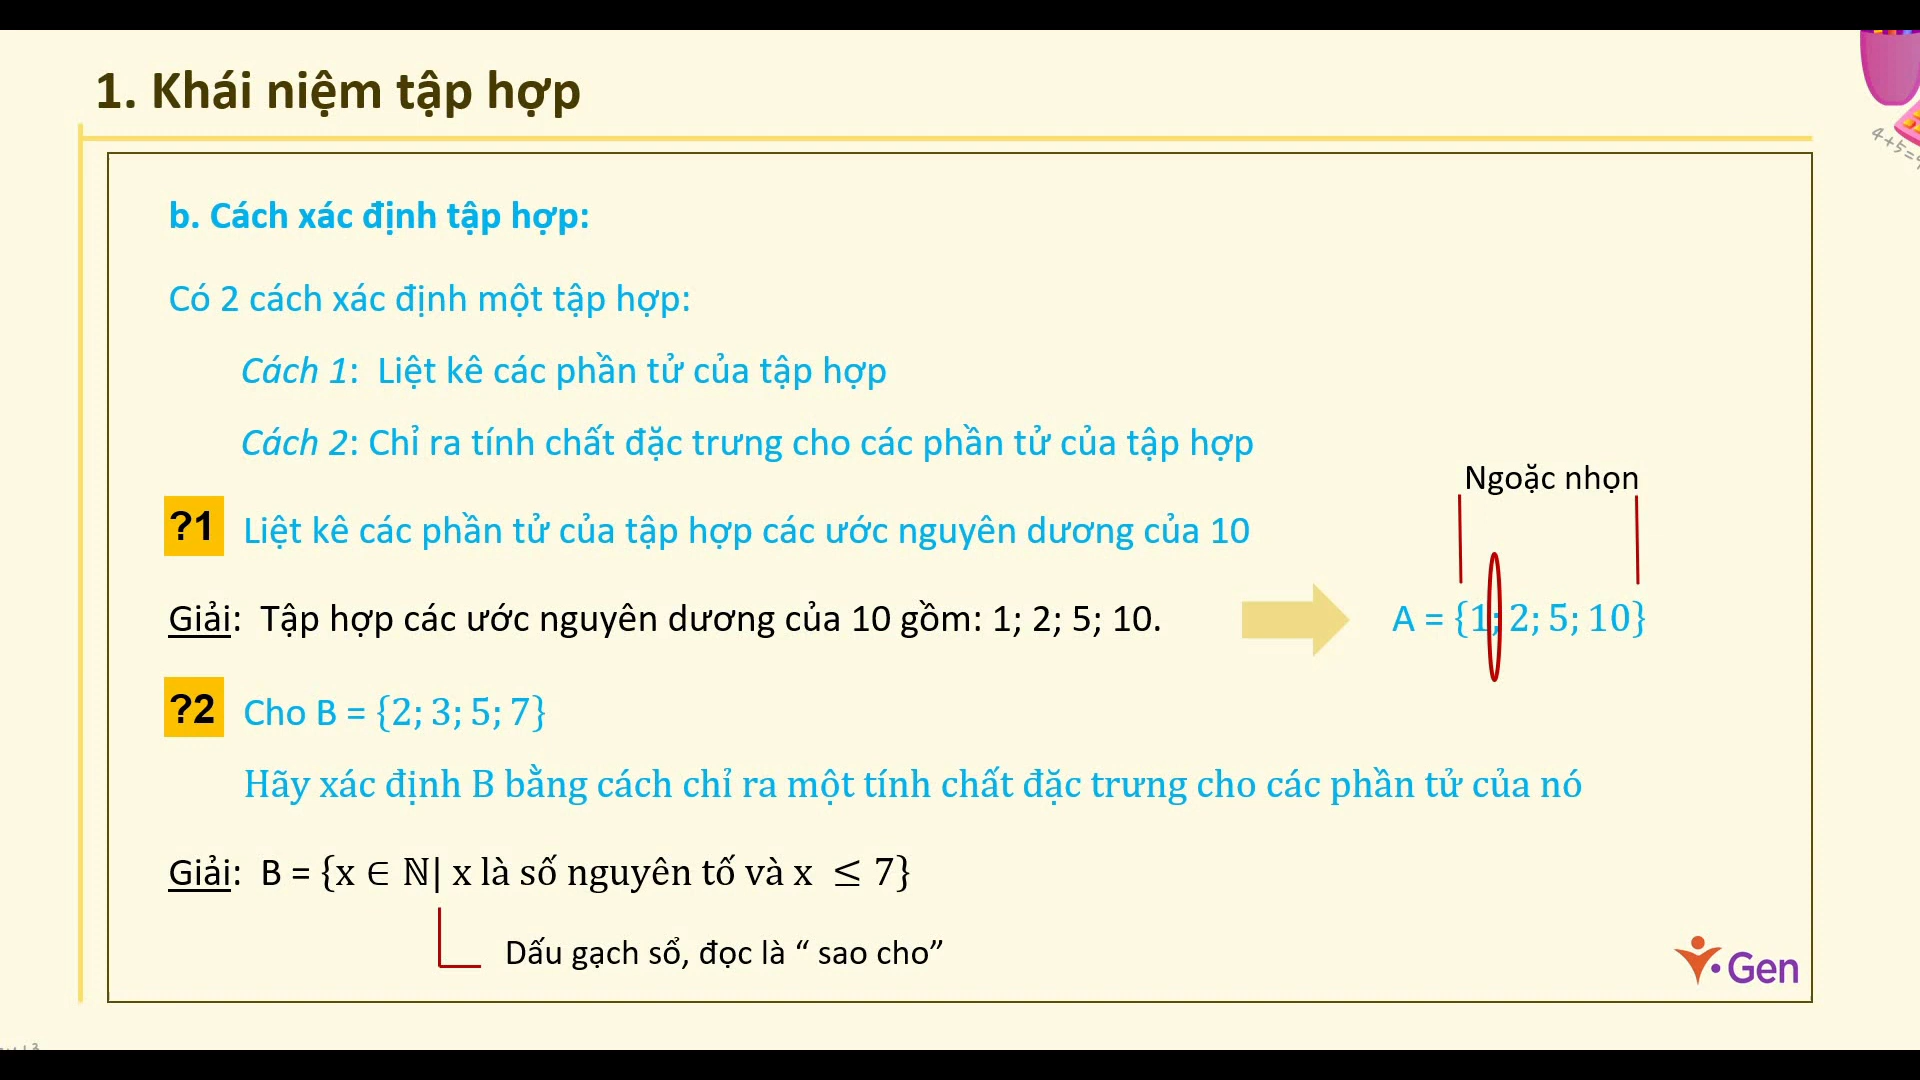 1. Khái niệm tập hợp
4+5=9
b. Cách xác định tập hợp:
Có 2 cách xác định một tập hợp:
Cách 1: Liệt kê các phần tử của tập hợp
Cách 2: Chỉ ra tính chất đặc trưng cho các phần tử của tập hợp
Ngoặc nhọn
?1 Liệt kê các phần tử của tập hợp các ước nguyên dương của 10
Giải: Tập hợp các ước nguyên dương của 10 gồm: 1; 2; 5; 10.
A = {1; 2; 5; 10}
?2 Cho B = {2; 3; 5; 7}
Hãy xác định B bằng cách chỉ ra một tính chất đặc trưng cho các phần tử của nó
Giải: B = {x ∈ ℕ| x là số nguyên tố và x ≤ 7}
Dấu gạch sổ, đọc là “ sao cho”
Gen